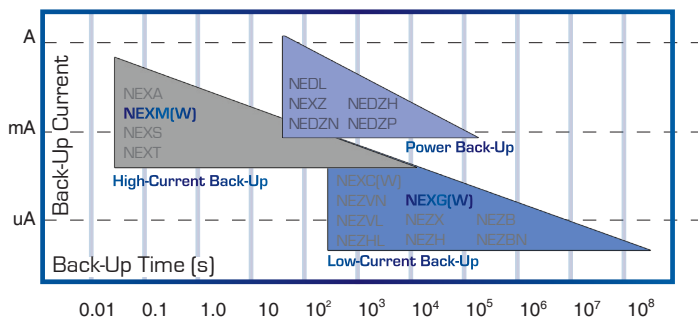 A
mA
uA
Back-Up Current
NEXA
NEXM(W)
NEXS
NEXT
High-Current Back-Up
NEDL
NEXZ NEDZH
NEDZN NEDZP
Power Back-Up
NEXC(W)
NEZVN NEXG(W)
NEZVL NEZX NEZB
NEZHL NEZH NEZBN
Low-Current Back-Up
Back-Up Time (s)
0.01 0.1 1.0 10 10² 10³ 10⁴ 10⁵ 10⁶ 10⁷ 10⁸